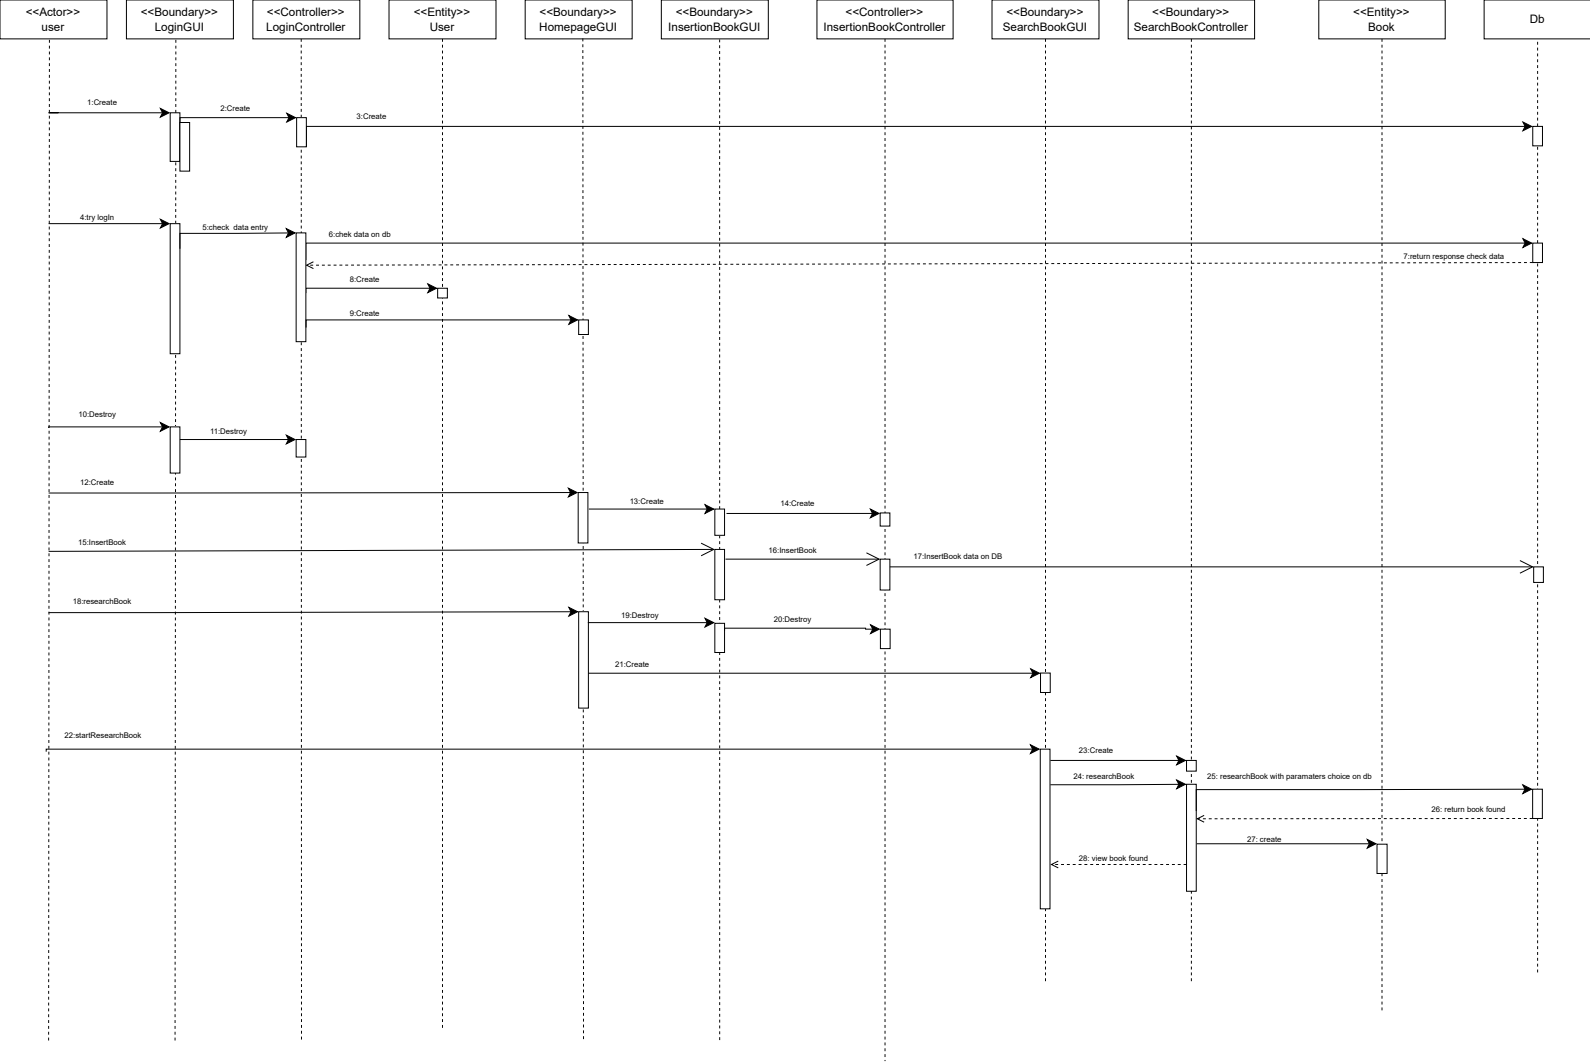 <<Actor>>
user
<<Boundary>>
LoginGUI
<<Controller>>
LoginController
<<Entity>>
User
<<Boundary>>
HomepageGUI
<<Boundary>>
InsertionBookGUI
<<Controller>>
InsertionBookController
<<Boundary>>
SearchBookGUI
<<Boundary>>
SearchBookController
<<Entity>>
Book
Db
1:Create
2:Create
3:Create
4:try logIn
5:check data entry
6:chek data on db
7:return response check data
8:Create
9:Create
10:Destroy
11:Destroy
12:Create
13:Create
14:Create
15:InsertBook
16:InsertBook
17:InsertBook data on DB
18:researchBook
19:Destroy
20:Destroy
21:Create
22:startResearchBook
23:Create
24: researchBook
25: researchBook with paramaters choice on db
26: return book found
27: create
28: view book found